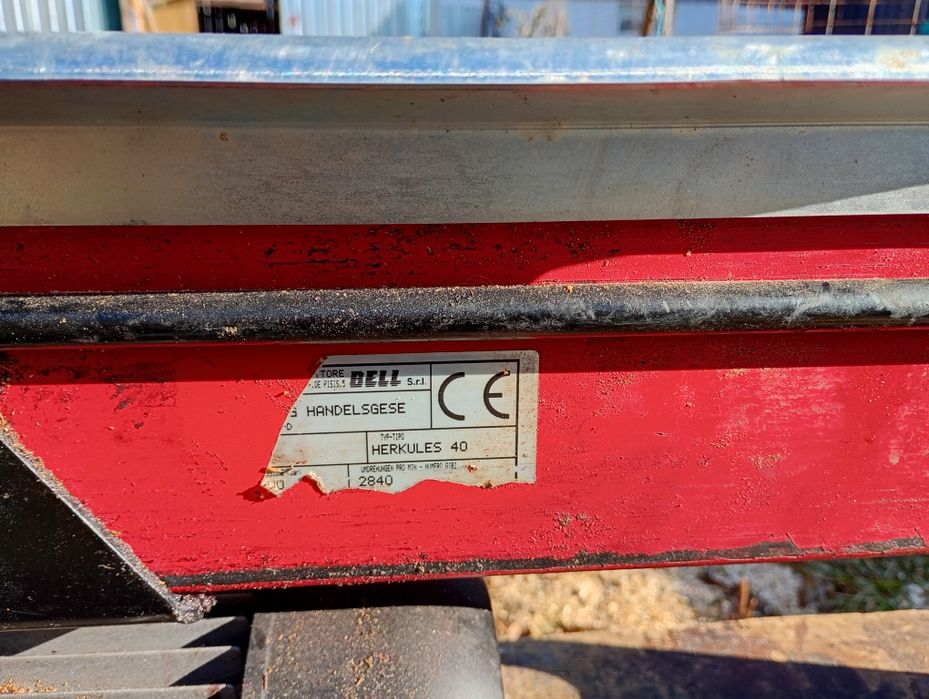 TORE
.DE PISIS,5 BELL S.r.l. CE
G HANDELSGESE
-D
TYP-TIPO
HERKULES 40
UMDREHUNGEN PRO MIN - NUMERO GIRI
2840